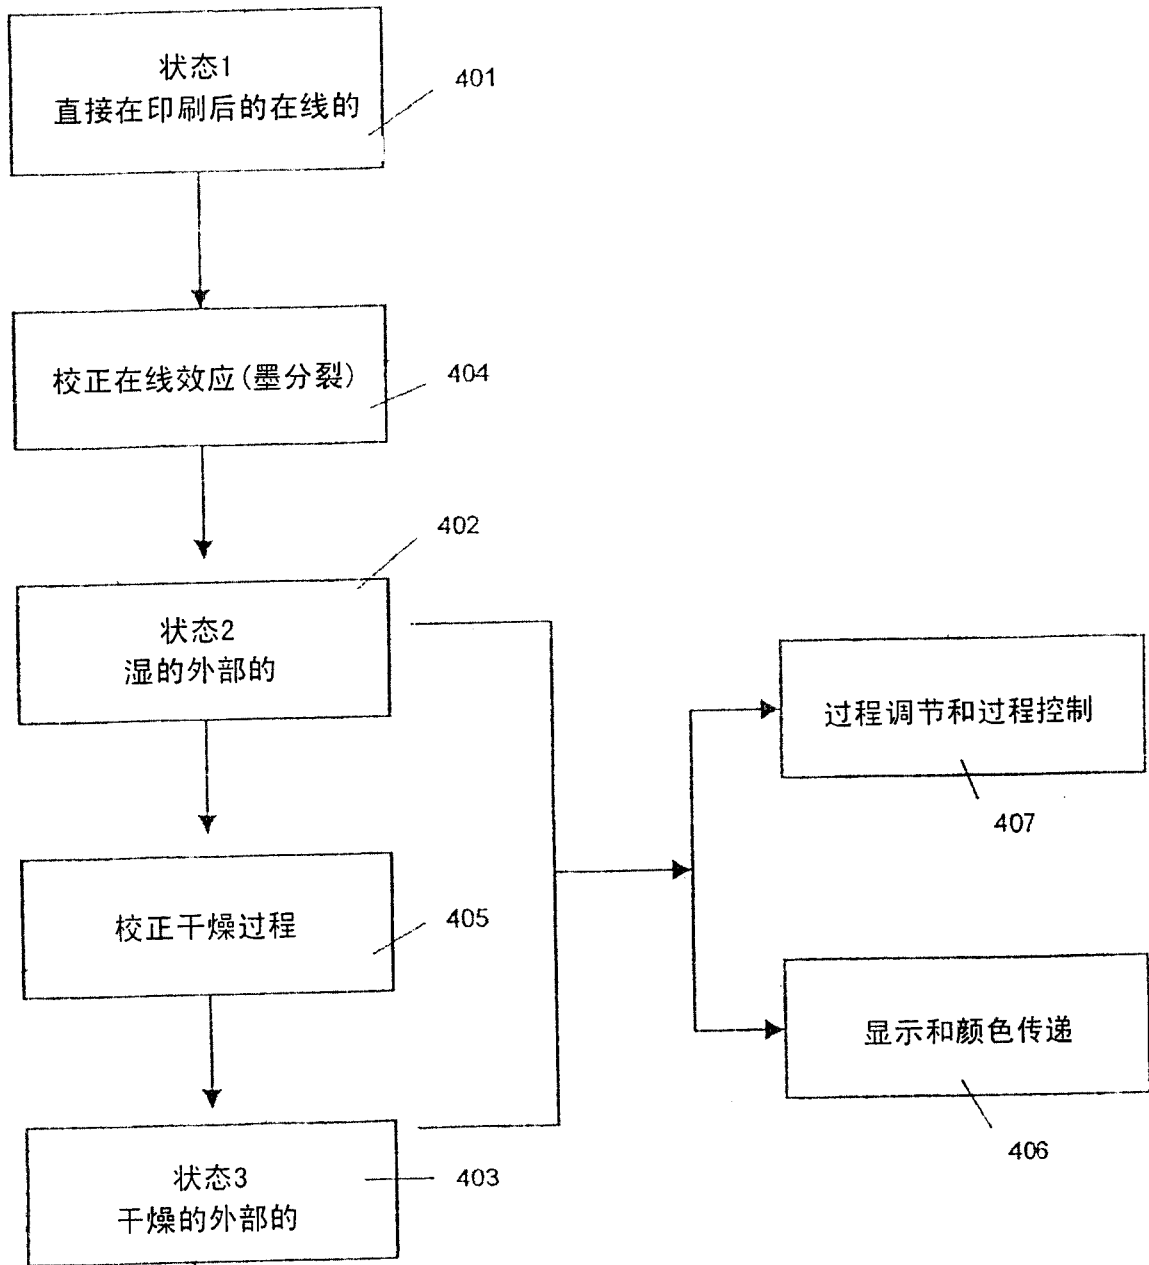 状态1
直接在印刷后的在线的
401
校正在线效应(墨分裂)
404
402
状态2
湿的外部的
过程调节和过程控制
407
校正干燥过程
405
显示和颜色传递
406
状态3
干燥的外部的
403